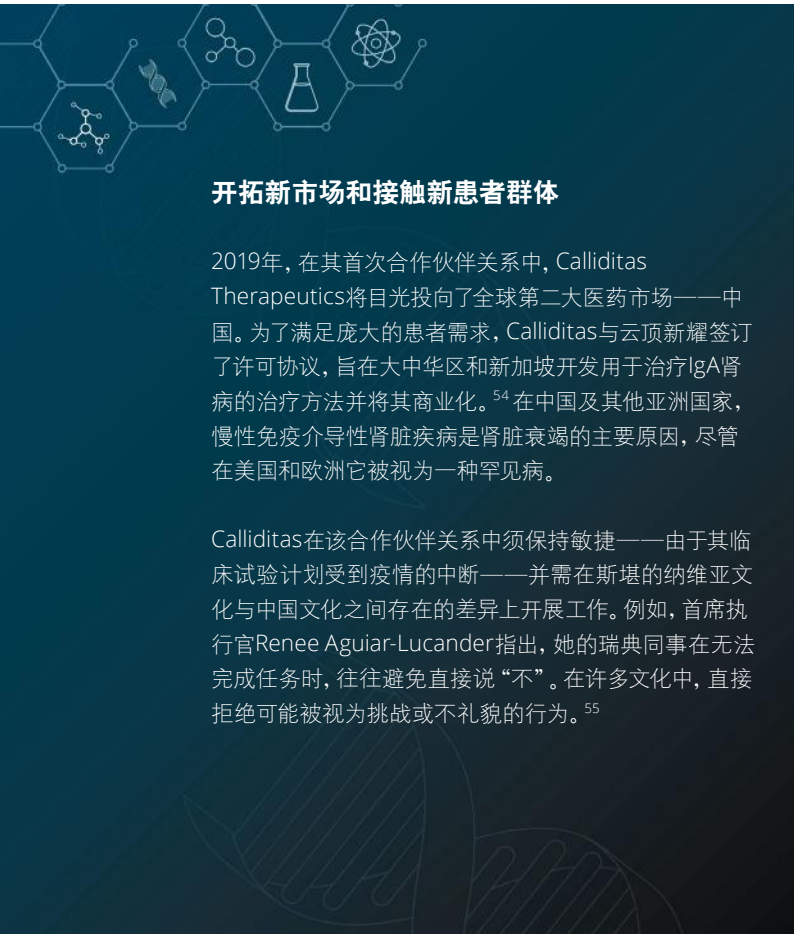 开拓新市场和接触新患者群体
2019年，在其首次合作伙伴关系中，Calliditas
Therapeutics将目光投向了全球第二大医药市场——中
国。为了满足庞大的患者需求，Calliditas与云顶新耀签订
了许可协议，旨在大中华区和新加坡开发用于治疗IgA肾
病的治疗方法并将其商业化。54 在中国及其他亚洲国家，
慢性免疫介导性肾脏疾病是肾脏衰竭的主要原因，尽管
在美国和欧洲它被视为一种罕见病。
Calliditas在该合作伙伴关系中须保持敏捷——由于其临
床试验计划受到疫情的中断——并需在斯堪的纳维亚文
化与中国文化之间存在的差异上开展工作。例如，首席执
行官Renee Aguiar-Lucander指出，她的瑞典同事在无法
完成任务时，往往避免直接说“不”。在许多文化中，直接
拒绝可能被视为挑战或不礼貌的行为。55